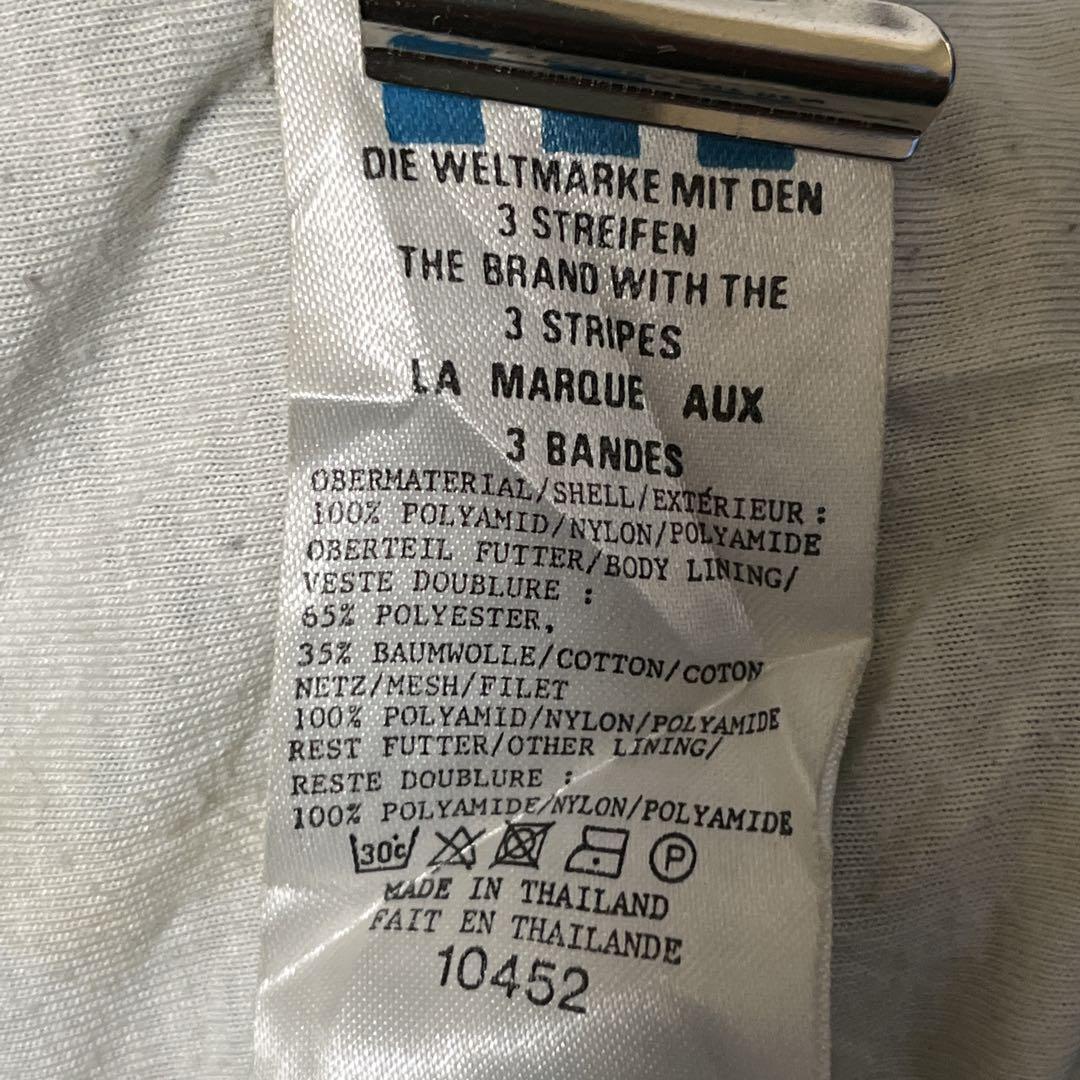 DIE WELTMARKE MIT DEN
3 STREIFEN
THE BRAND WITH THE
3 STRIPES
LA MARQUE AUX
3 BANDES
OBERMATERIAL/SHELL/EXTÉRIEUR :
100% POLYAMID/NYLON/POLYAMIDE
OBERTEIL FUTTER/BODY LINING/
VESTE DOUBLURE :
65% POLYESTER,
35% BAUMWOLLE/COTTON/COTON
NETZ/MESH/FILET
100% POLYAMID/NYLON/POLYAMIDE
REST FUTTER/OTHER LINING/
RESTE DOUBLURE :
100% POLYAMIDE/NYLON/POLYAMIDE
30°c P
MADE IN THAILAND
FAIT EN THAILANDE
10452